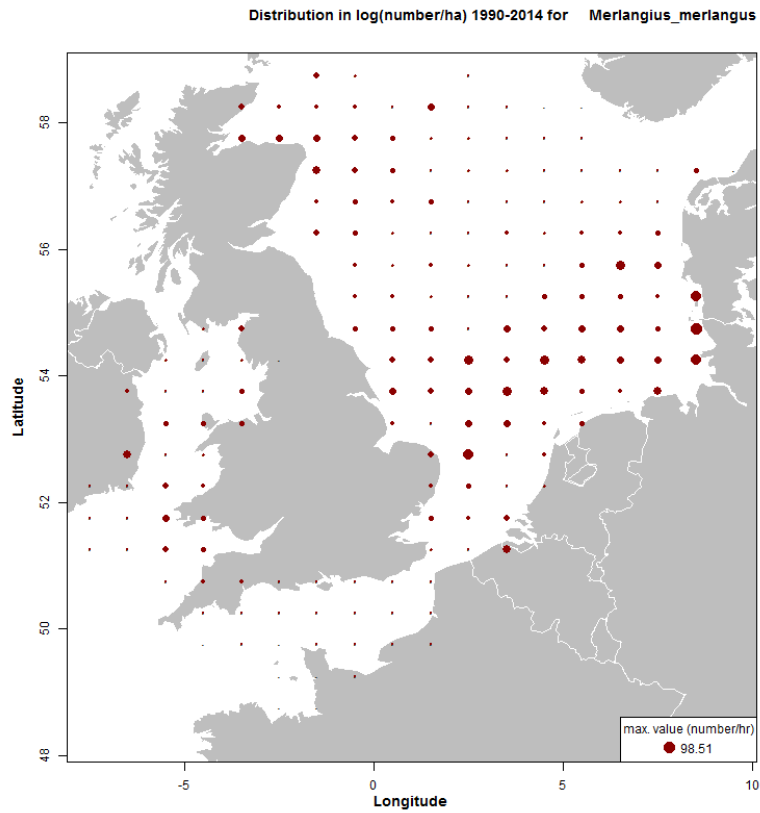 Distribution in log(number/ha) 1990-2014 for Merlangius_merlangus
58
56
54
52
50
48
Latitude
-5
0
5
10
Longitude
max. value (number/hr)
98.51